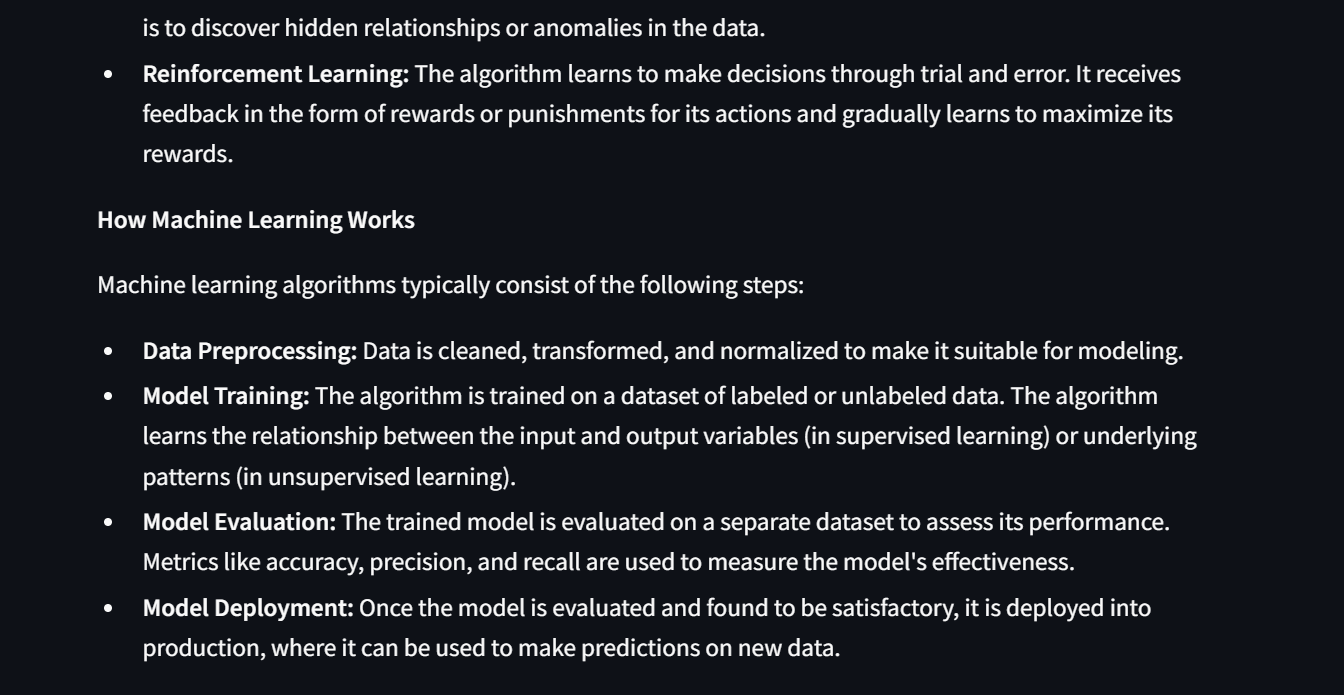 is to discover hidden relationships or anomalies in the data.
• Reinforcement Learning: The algorithm learns to make decisions through trial and error. It receives
feedback in the form of rewards or punishments for its actions and gradually learns to maximize its
rewards.
How Machine Learning Works
Machine learning algorithms typically consist of the following steps:
• Data Preprocessing: Data is cleaned, transformed, and normalized to make it suitable for modeling.
• Model Training: The algorithm is trained on a dataset of labeled or unlabeled data. The algorithm
learns the relationship between the input and output variables (in supervised learning) or underlying
patterns (in unsupervised learning).
• Model Evaluation: The trained model is evaluated on a separate dataset to assess its performance.
Metrics like accuracy, precision, and recall are used to measure the model's effectiveness.
• Model Deployment: Once the model is evaluated and found to be satisfactory, it is deployed into
production, where it can be used to make predictions on new data.